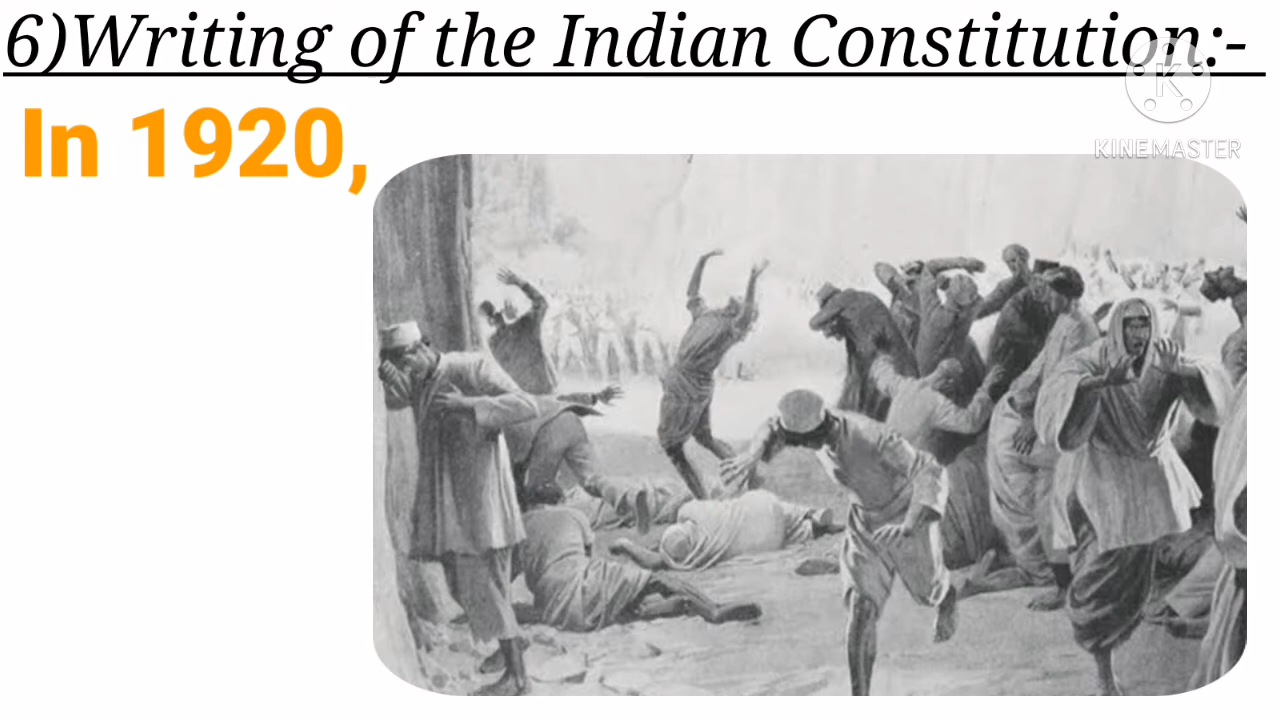 6)Writing of the Indian Constitution:-
In 1920,
KINEMASTER